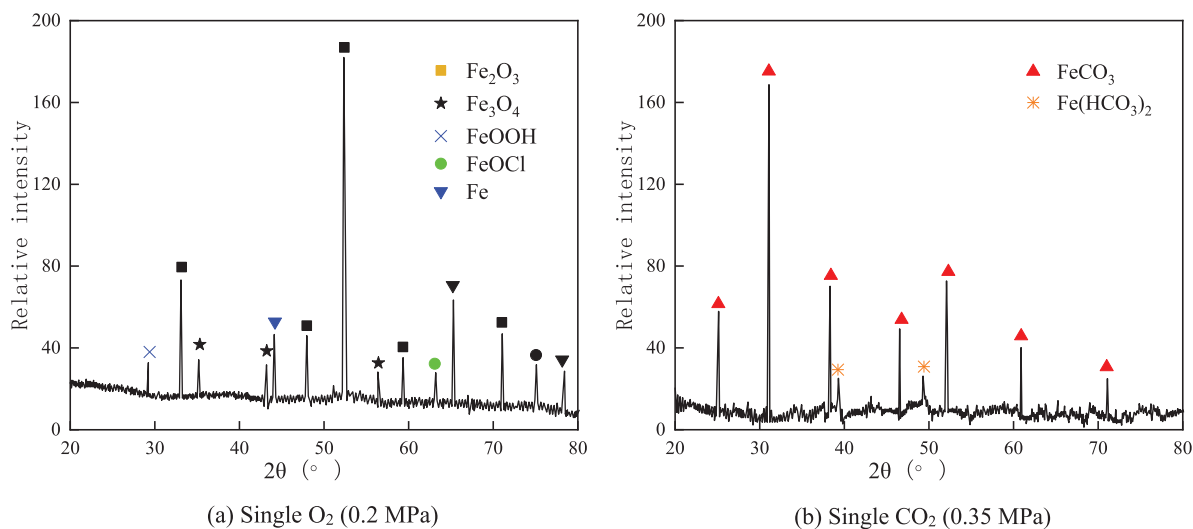 200
160
120
80
40
0
Relative intensity
20 30 40 50 60 70 80
2θ (°)
Fe₂O₃
Fe₃O₄
FeOOH
FeOCl
Fe
(a) Single O₂ (0.2 MPa)
200
160
120
80
40
0
Relative intensity
20 30 40 50 60 70 80
2θ (°)
FeCO₃
Fe(HCO₃)₂
(b) Single CO₂ (0.35 MPa)